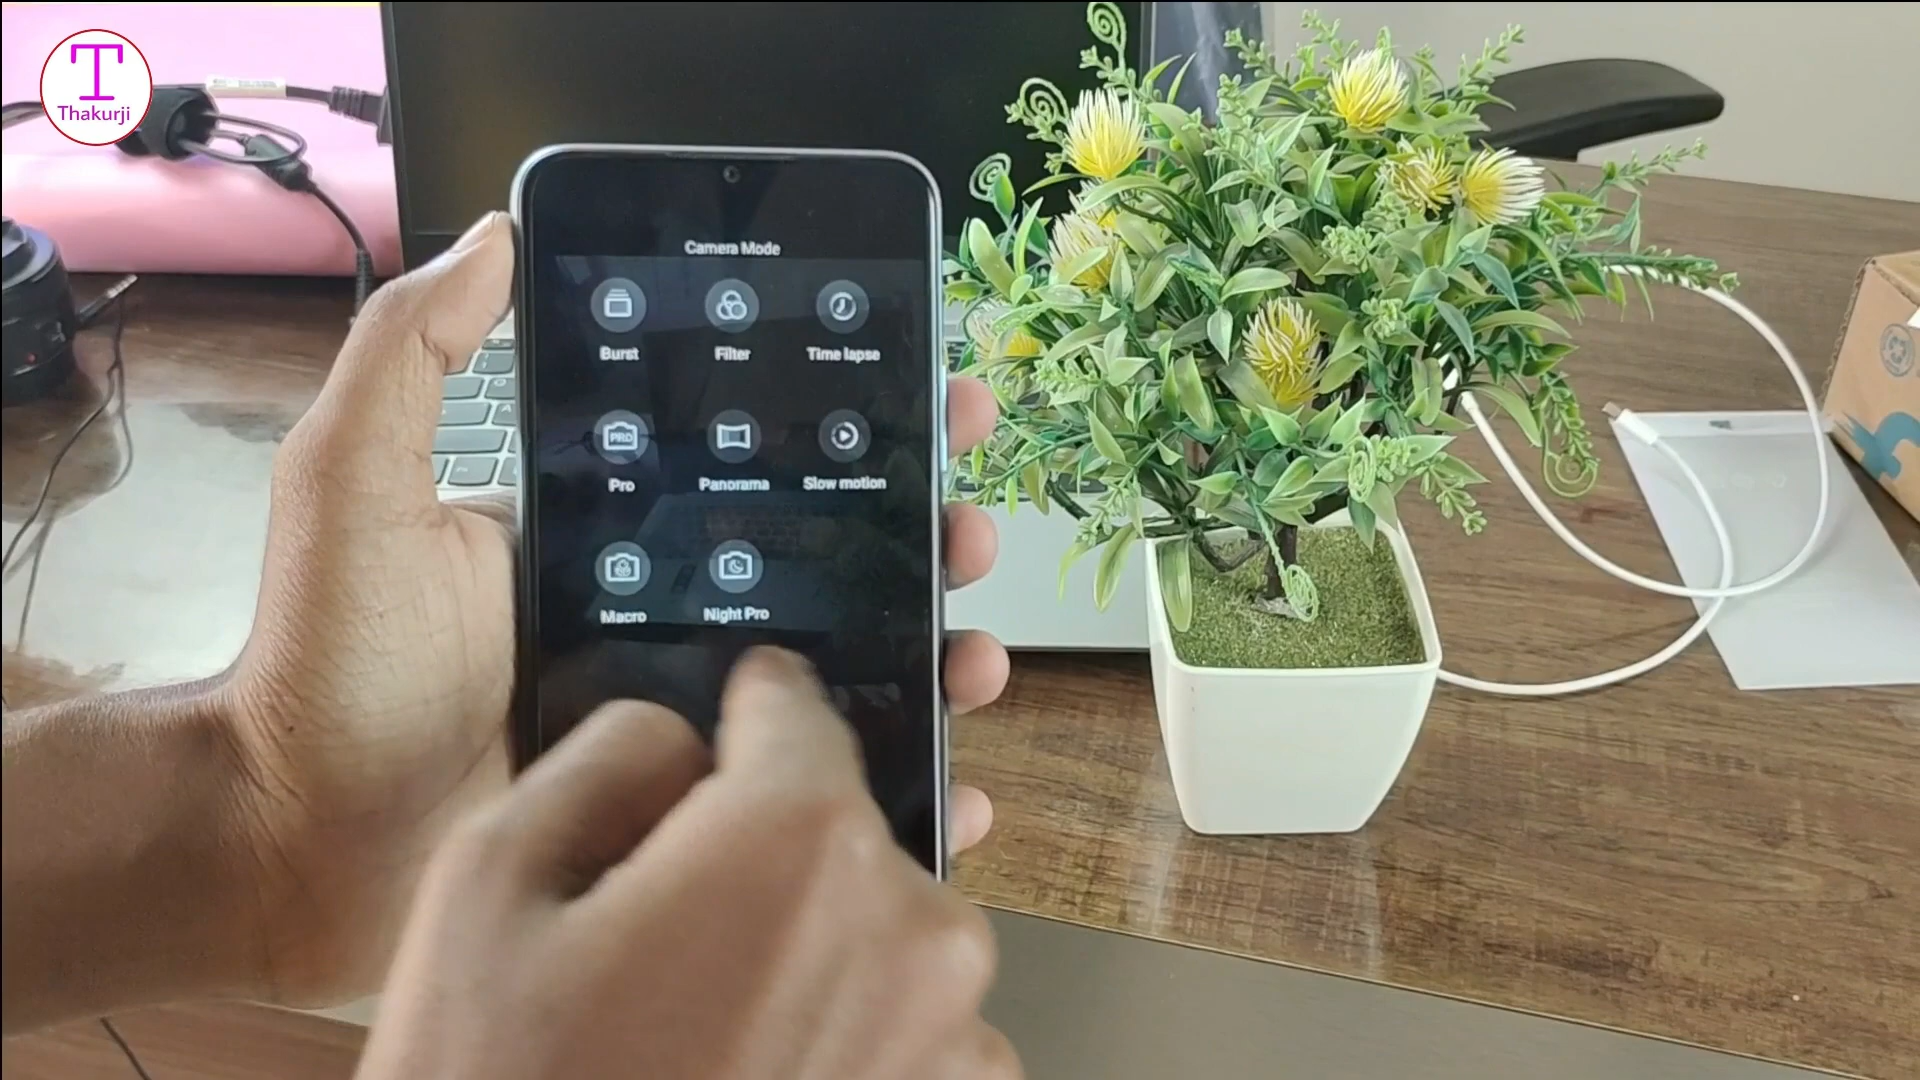 T
Thakurji
Camera Mode
Burst
Filter
Time lapse
PRO
Pro
Panorama
Slow motion
Macro
Night Pro